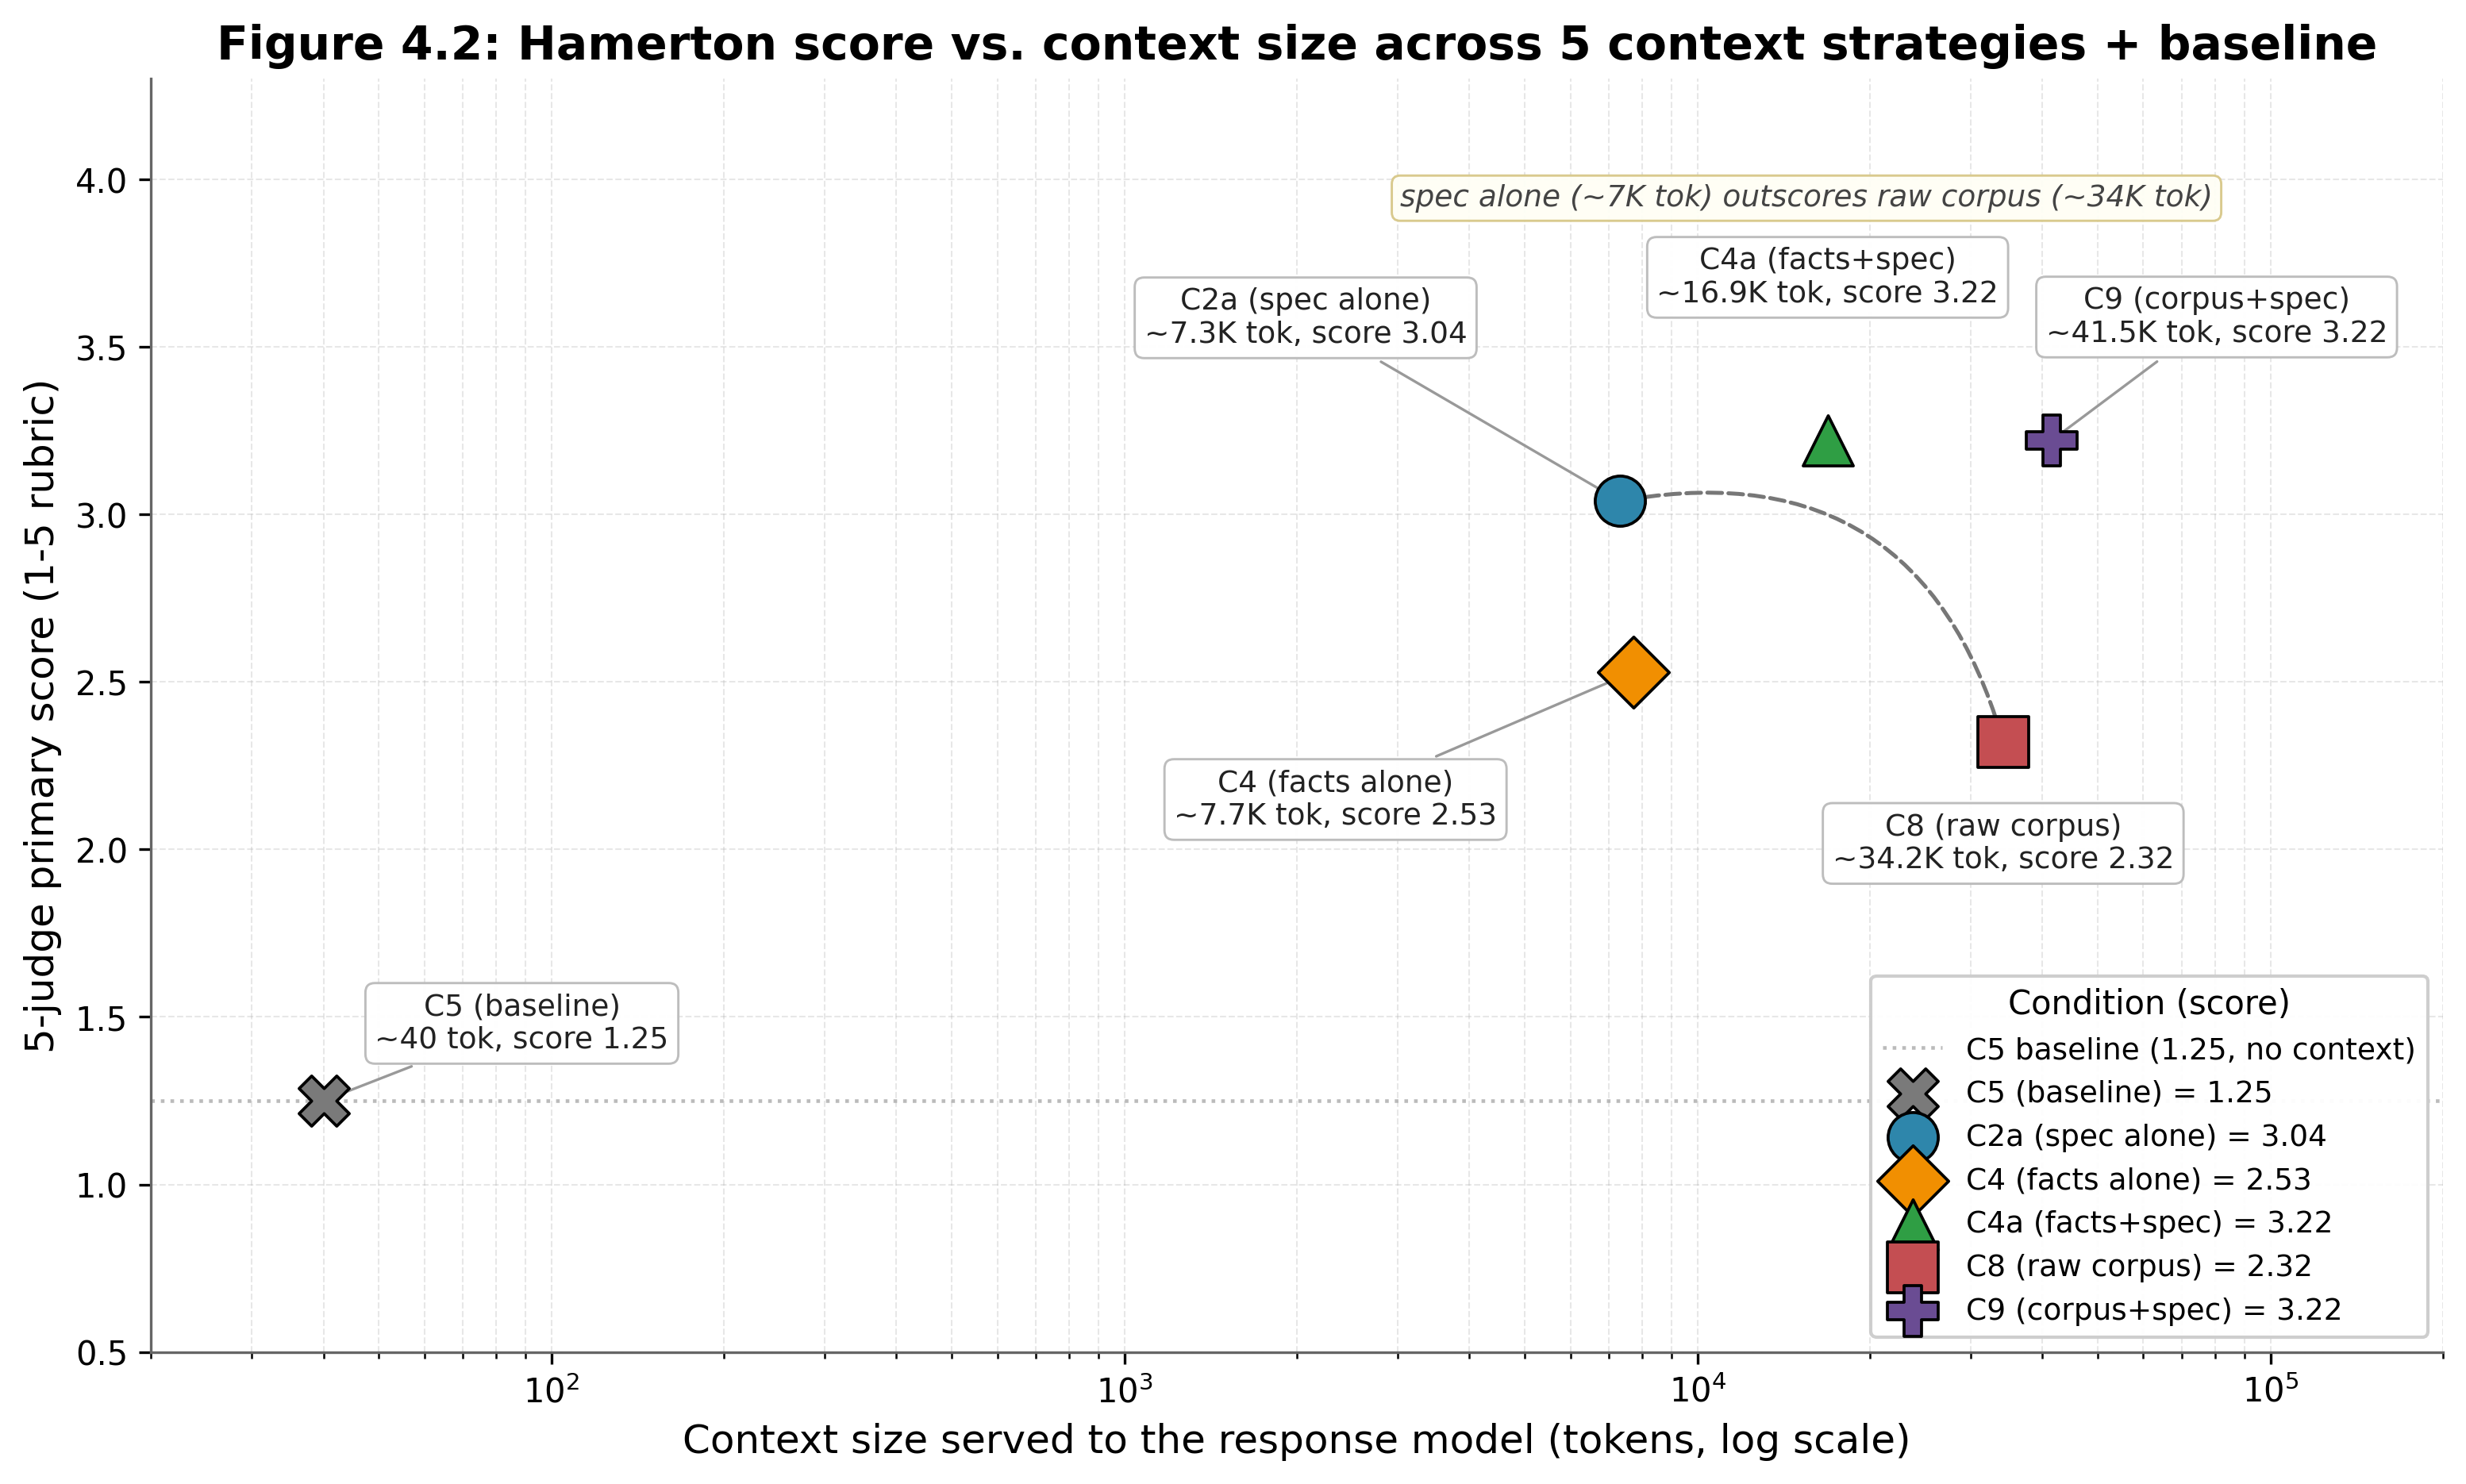 Figure 4.2: Hamerton score vs. context size across 5 context strategies + baseline
5-judge primary score (1-5 rubric)
4.0
3.5
3.0
2.5
2.0
1.5
1.0
0.5
spec alone (~7K tok) outscores raw corpus (~34K tok)
C4a (facts+spec)
~16.9K tok, score 3.22
C2a (spec alone)
~7.3K tok, score 3.04
C9 (corpus+spec)
~41.5K tok, score 3.22
C4 (facts alone)
~7.7K tok, score 2.53
C8 (raw corpus)
~34.2K tok, score 2.32
C5 (baseline)
~40 tok, score 1.25
Condition (score)
C5 baseline (1.25, no context)
C5 (baseline) = 1.25
C2a (spec alone) = 3.04
C4 (facts alone) = 2.53
C4a (facts+spec) = 3.22
C8 (raw corpus) = 2.32
C9 (corpus+spec) = 3.22
10² 10³ 10⁴ 10⁵
Context size served to the response model (tokens, log scale)